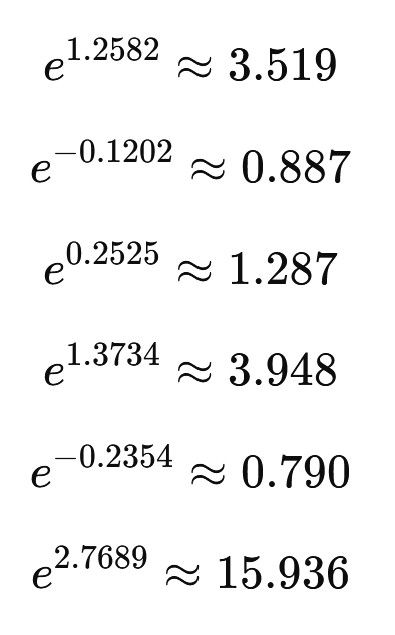 e^{1.2582} ≈ 3.519
e^{−0.1202} ≈ 0.887
e^{0.2525} ≈ 1.287
e^{1.3734} ≈ 3.948
e^{−0.2354} ≈ 0.790
e^{2.7689} ≈ 15.936